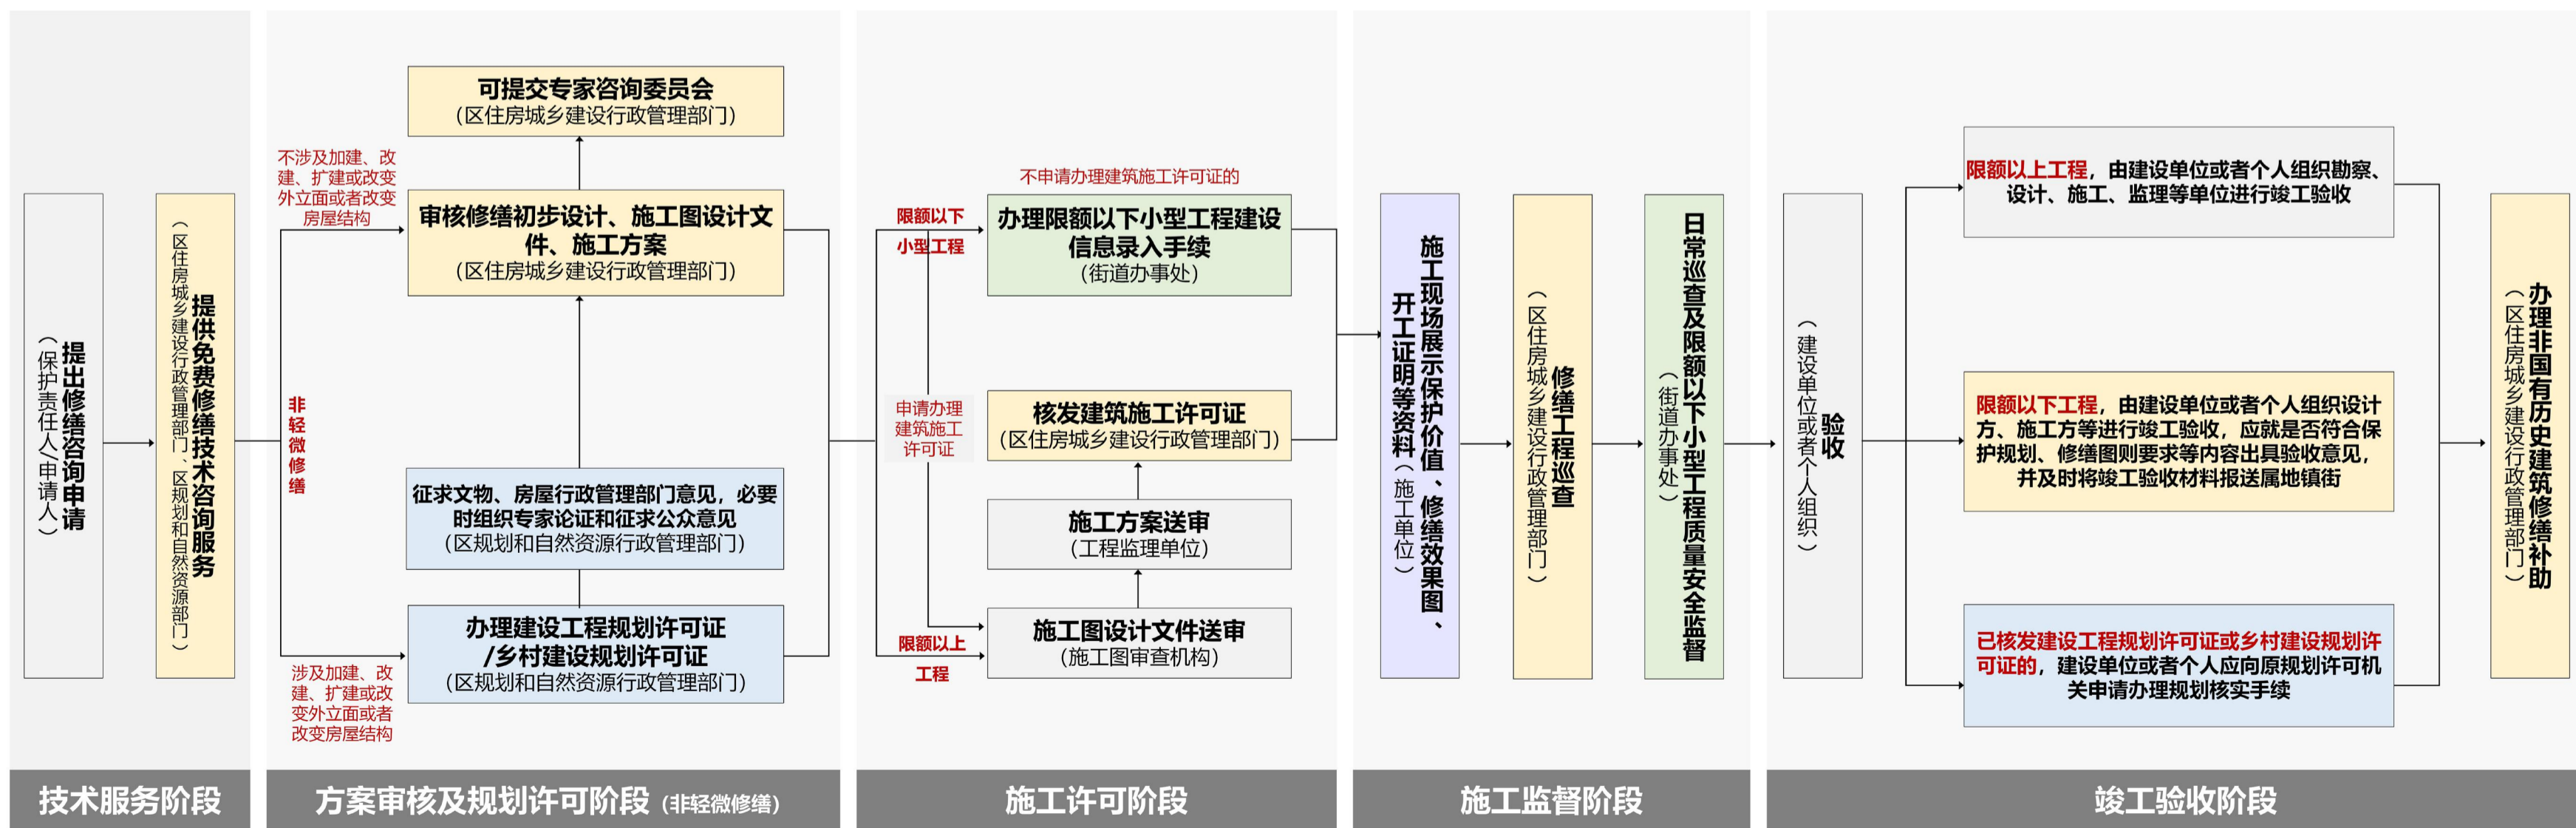 提出修缮咨询申请
（保护责任人/申请人）
提供免费修缮技术咨询服务
（区住房城乡建设行政管理部门、区规划和自然资源部门）
技术服务阶段
非轻微修缮
不涉及加建、改
建、扩建或改变
外立面或者改变
房屋结构
可提交专家咨询委员会
（区住房城乡建设行政管理部门）
审核修缮初步设计、施工图设计文
件、施工方案
（区住房城乡建设行政管理部门）
征求文物、房屋行政管理部门意见，必要
时组织专家论证和征求公众意见
（区规划和自然资源行政管理部门）
办理建设工程规划许可证
/乡村建设规划许可证
（区规划和自然资源行政管理部门）
涉及加建、改
建、扩建或改
变外立面或者
改变房屋结构
方案审核及规划许可阶段（非轻微修缮）
不申请办理建筑施工许可证的
限额以下
小型工程
办理限额以下小型工程建设
信息录入手续
（街道办事处）
申请办理
建筑施工
许可证
核发建筑施工许可证
（区住房城乡建设行政管理部门）
施工方案送审
（工程监理单位）
限额以上
工程
施工图设计文件送审
（施工图审查机构）
施工许可阶段
施工现场展示保护价值、修缮效果图、
开工证明等资料（施工单位）
修缮工程巡查
（区住房城乡建设行政管理部门）
日常巡查及限额以下小型工程质量安全监督
（街道办事处）
施工监督阶段
验收
（建设单位或者个人组织）
限额以上工程，由建设单位或者个人组织勘察、
设计、施工、监理等单位进行竣工验收
限额以下工程，由建设单位或者个人组织设计
方、施工方等进行竣工验收，应就是否符合保
护规划、修缮图则要求等内容出具验收意见，
并及时将竣工验收材料报送属地镇街
已核发建设工程规划许可证或乡村建设规划许
可证的，建设单位或者个人应向原规划许可机
关申请办理规划核实手续
办理非国有历史建筑修缮补助
（区住房城乡建设行政管理部门）
竣工验收阶段